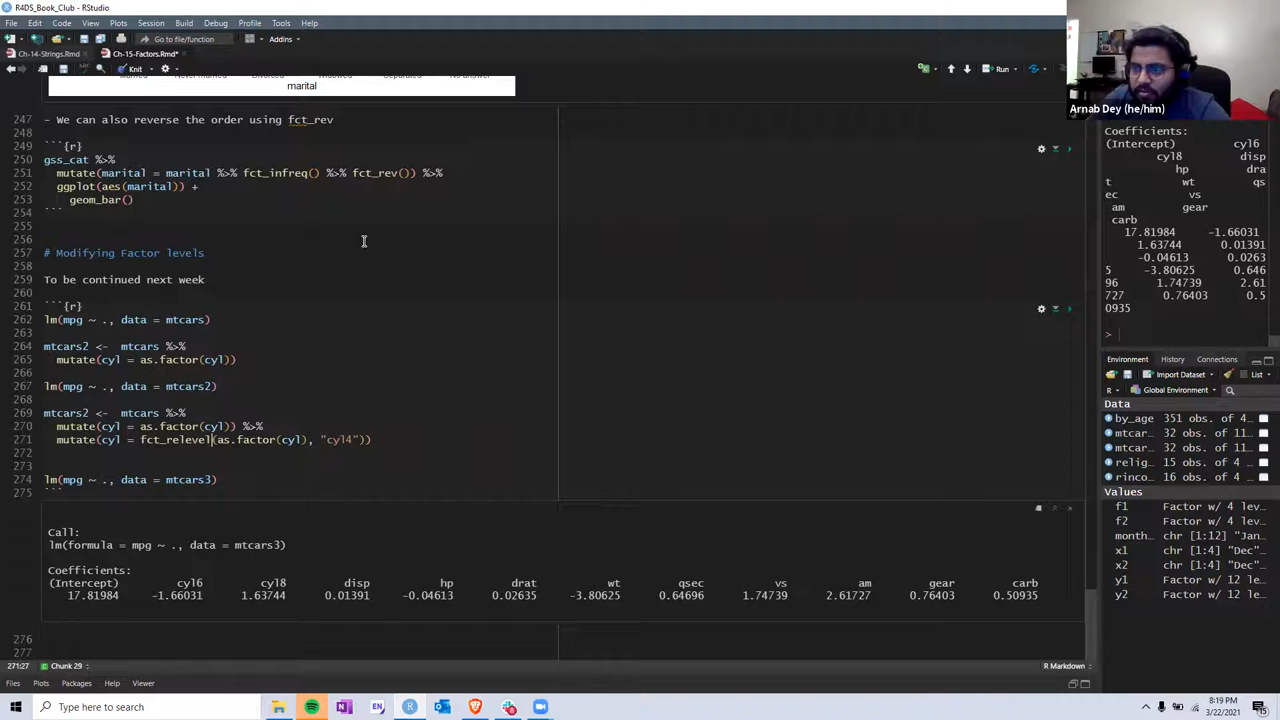 R4DS_Book_Club - RStudio
File Edit Code View Plots Session Build Debug Profile Tools Help
Go to file/function
Addins
Ch-14-Strings.Rmd
Ch-15-Factors.Rmd*
Knit
Run
Arnab Dey (he/him)
marital
247 - We can also reverse the order using fct_rev
248
249 ```{r}
250 gss_cat %>%
251 mutate(marital = marital %>% fct_infreq() %>% fct_rev()) %>%
252 ggplot(aes(marital)) +
253 geom_bar()
254 ```
255
256
257 # Modifying Factor levels
258
259 To be continued next week
260
261 ```{r}
262 lm(mpg ~ ., data = mtcars)
263
264 mtcars2 <- mtcars %>%
265 mutate(cyl = as.factor(cyl))
266
267 lm(mpg ~ ., data = mtcars2)
268
269 mtcars2 <- mtcars %>%
270 mutate(cyl = as.factor(cyl)) %>%
271 mutate(cyl = fct_relevel(as.factor(cyl), "cyl4"))
272
273
274 lm(mpg ~ ., data = mtcars3)
275 ```
Call:
lm(formula = mpg ~ ., data = mtcars3)
Coefficients:
(Intercept) cyl6 cyl8 disp hp drat wt qsec vs am gear carb
17.81984 -1.66031 1.63744 0.01391 -0.04613 0.02635 -3.80625 0.64696 1.74739 2.61727 0.76403 0.50935
276
277
271:27 Chunk 29
R Markdown
Coefficients:
(Intercept) cyl6
cyl8 disp
hp dra
t wt qs
ec vs
am gear
carb
17.81984 -1.66031
1.63744 0.01391
-0.04613 0.0263
5 -3.80625 0.646
96 1.74739 2.61
727 0.76403 0.5
0935
>
Environment History Connections
Import Dataset
List
R Global Environment
Data
by_age 351 obs. of 4...
mtcar... 32 obs. of 11...
mtcar... 32 obs. of 11...
relig... 15 obs. of 4 ...
rinco... 16 obs. of 4 ...
Values
f1 Factor w/ 4 lev...
f2 Factor w/ 4 lev...
month... chr [1:12] "Jan...
x1 chr [1:4] "Dec"...
x2 chr [1:4] "Dec"...
y1 Factor w/ 12 le...
y2 Factor w/ 12 le...
Files Plots Packages Help Viewer
Type here to search
8:19 PM
3/22/2021